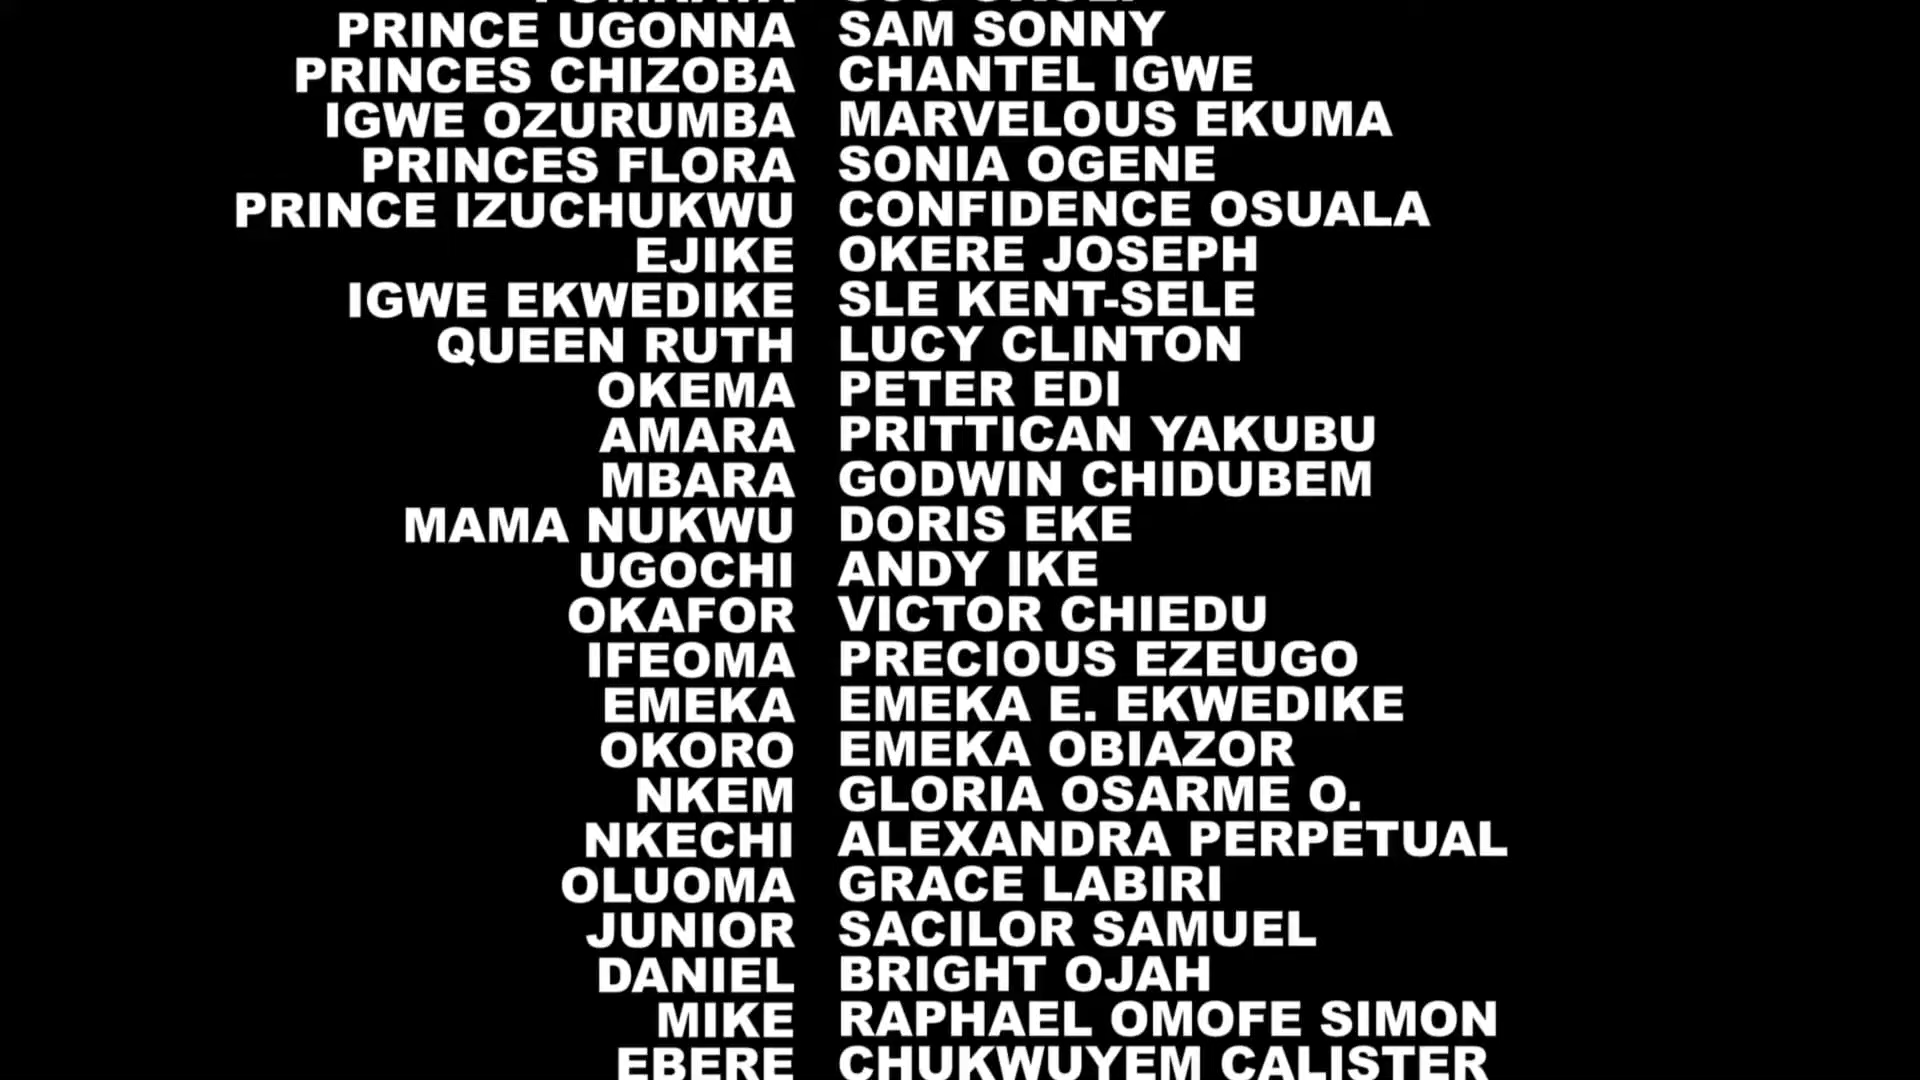 PRINCE UGONNA SAM SONNY
PRINCES CHIZOBA CHANTEL IGWE
IGWE OZURUMBA MARVELOUS EKUMA
PRINCES FLORA SONIA OGENE
PRINCE IZUCHUKWU CONFIDENCE OSUALA
EJIKE OKERE JOSEPH
IGWE EKWEDIKE SLE KENT-SELE
QUEEN RUTH LUCY CLINTON
OKEMA PETER EDI
AMARA PRITTICAN YAKUBU
MBARA GODWIN CHIDUBEM
MAMA NUKWU DORIS EKE
UGOCHI ANDY IKE
OKAFOR VICTOR CHIEDU
IFEOMA PRECIOUS EZEUGO
EMEKA EMEKA E. EKWEDIKE
OKORO EMEKA OBIAZOR
NKEM GLORIA OSARME O.
NKECHI ALEXANDRA PERPETUAL
OLUOMA GRACE LABIRI
JUNIOR SACILOR SAMUEL
DANIEL BRIGHT OJAH
MIKE RAPHAEL OMOFE SIMON
EBERE CHUKWUYEM CALISTER